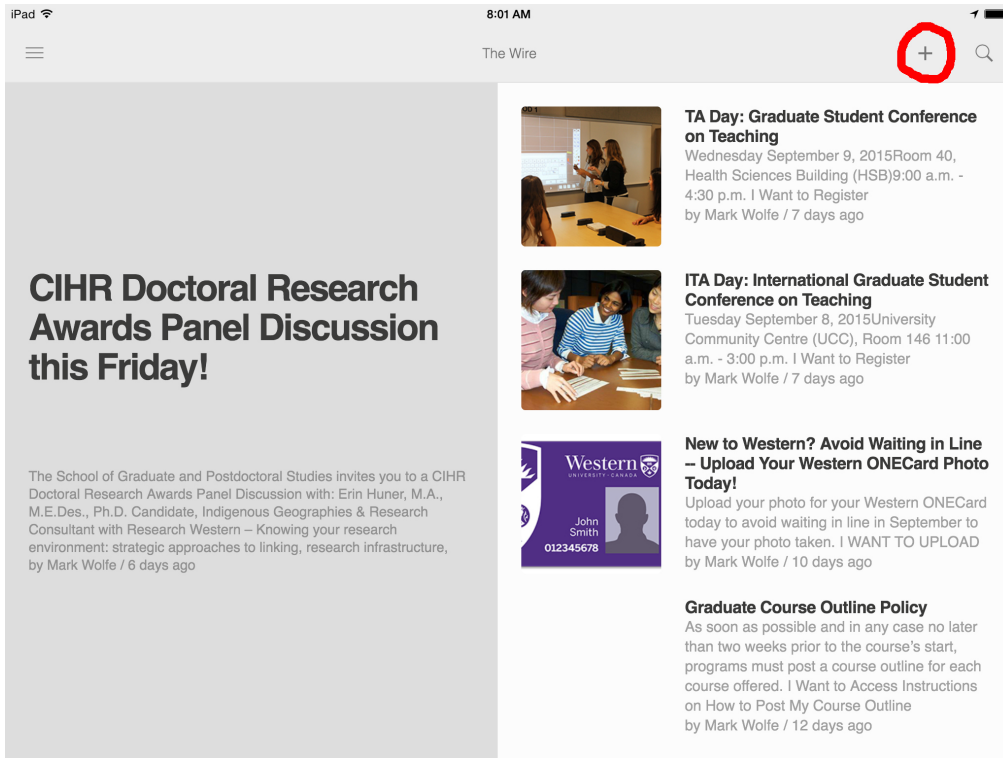 iPad
8:01 AM
The Wire
CIHR Doctoral Research
Awards Panel Discussion
this Friday!
The School of Graduate and Postdoctoral Studies invites you to a CIHR
Doctoral Research Awards Panel Discussion with: Erin Huner, M.A.,
M.E.Des., Ph.D. Candidate, Indigenous Geographies & Research
Consultant with Research Western – Knowing your research
environment: strategic approaches to linking, research infrastructure,
by Mark Wolfe / 6 days ago
TA Day: Graduate Student Conference
on Teaching
Wednesday September 9, 2015Room 40,
Health Sciences Building (HSB)9:00 a.m. -
4:30 p.m. I Want to Register
by Mark Wolfe / 7 days ago
ITA Day: International Graduate Student
Conference on Teaching
Tuesday September 8, 2015University
Community Centre (UCC), Room 146 11:00
a.m. - 3:00 p.m. I Want to Register
by Mark Wolfe / 7 days ago
Western
UNIVERSITY · CANADA
John
Smith
012345678
New to Western? Avoid Waiting in Line
-- Upload Your Western ONECard Photo
Today!
Upload your photo for your Western ONECard
today to avoid waiting in line in September to
have your photo taken. I WANT TO UPLOAD
by Mark Wolfe / 10 days ago
Graduate Course Outline Policy
As soon as possible and in any case no later
than two weeks prior to the course's start,
programs must post a course outline for each
course offered. I Want to Access Instructions
on How to Post My Course Outline
by Mark Wolfe / 12 days ago